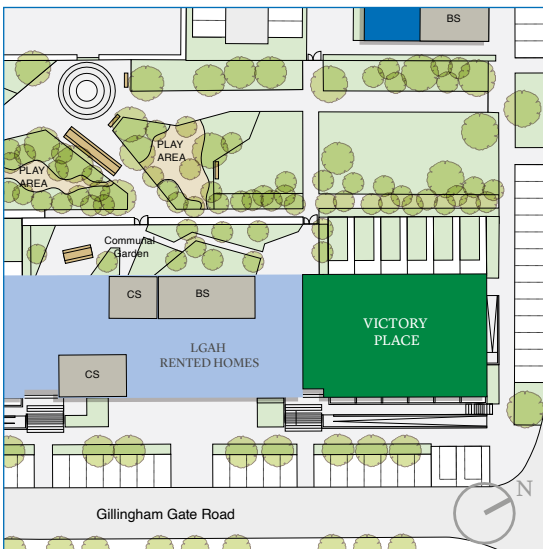 BS
PLAY
AREA
PLAY
AREA
Communal
Garden
CS
BS
VICTORY
PLACE
LGAH
RENTED HOMES
CS
N
Gillingham Gate Road